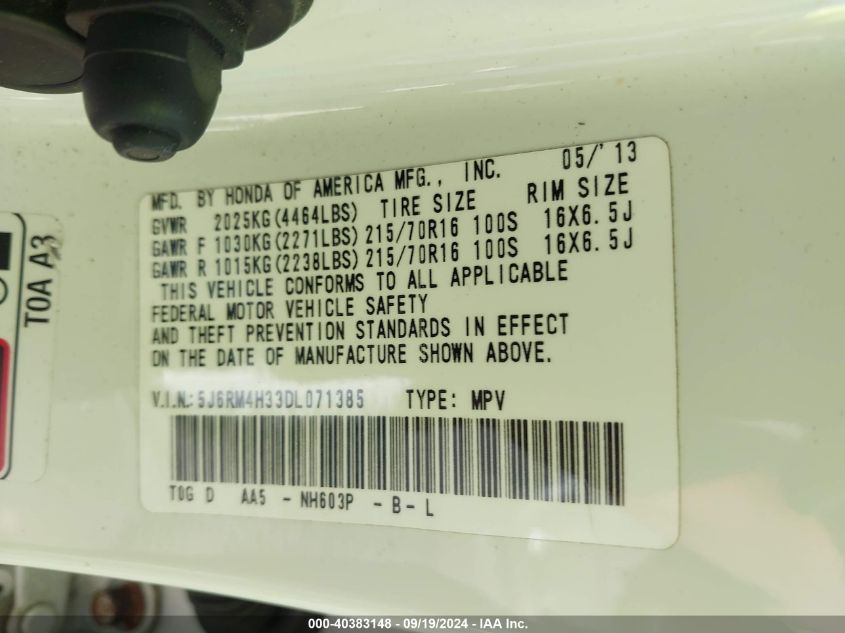 05/'13
MFD. BY HONDA OF AMERICA MFG., INC.
GVWR 2025KG(4464LBS) TIRE SIZE RIM SIZE
GAWR F 1030KG(2271LBS) 215/70R16 100S 16X6.5J
GAWR R 1015KG(2238LBS) 215/70R16 100S 16X6.5J
THIS VEHICLE CONFORMS TO ALL APPLICABLE
FEDERAL MOTOR VEHICLE SAFETY
AND THEFT PREVENTION STANDARDS IN EFFECT
ON THE DATE OF MANUFACTURE SHOWN ABOVE.
V.I.N.: 5J6RM4H33DL071385 TYPE: MPV
T0G D AA5 - NH603P - B - L
T0A A3
000-40383148 - 09/19/2024 - IAA Inc.